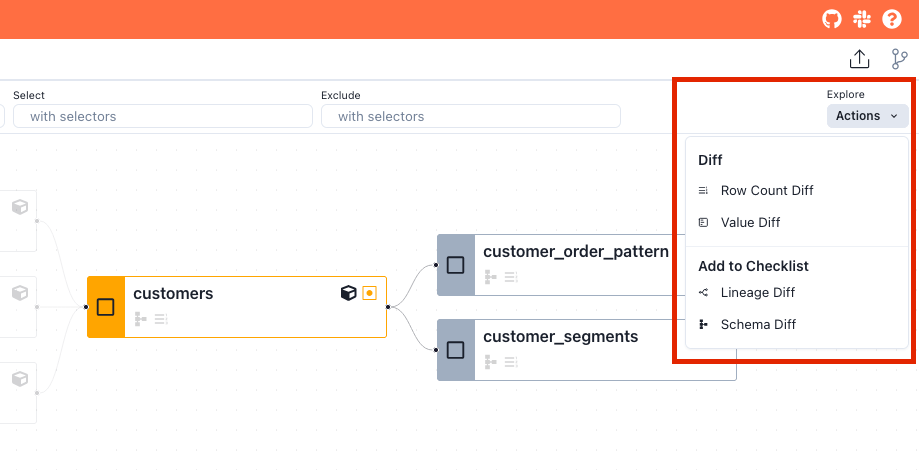 Select
Exclude
Explore
with selectors
with selectors
Actions
Diff
Row Count Diff
Value Diff
Add to Checklist
Lineage Diff
Schema Diff
customer_order_pattern
customers
customer_segments